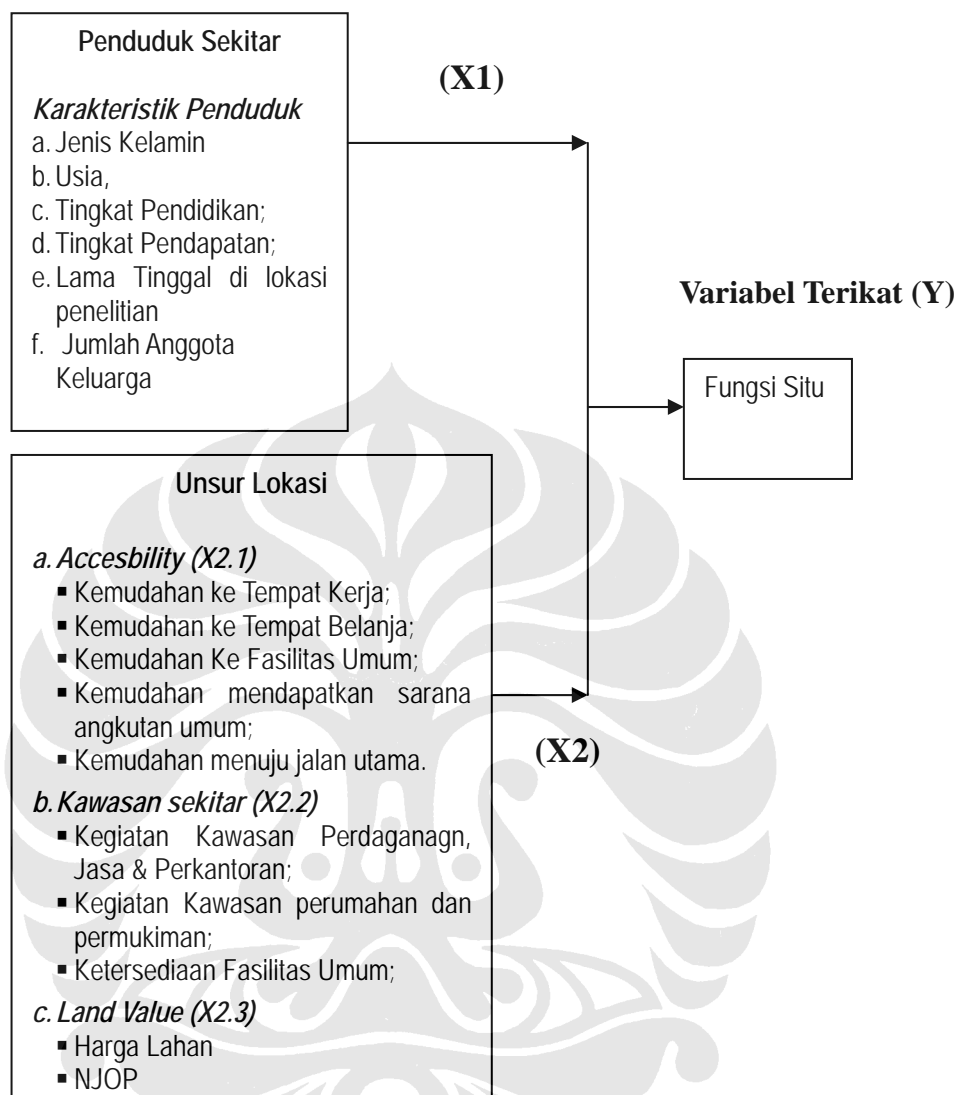 Penduduk Sekitar
(X1)
Karakteristik Penduduk
a. Jenis Kelamin
b. Usia,
c. Tingkat Pendidikan;
d. Tingkat Pendapatan;
e. Lama Tinggal di lokasi
penelitian
f. Jumlah Anggota
Keluarga
Variabel Terikat (Y)
Fungsi Situ
Unsur Lokasi
a. Accesbility (X2.1)
▪ Kemudahan ke Tempat Kerja;
▪ Kemudahan ke Tempat Belanja;
▪ Kemudahan Ke Fasilitas Umum;
▪ Kemudahan mendapatkan sarana
angkutan umum;
▪ Kemudahan menuju jalan utama.
(X2)
b. Kawasan sekitar (X2.2)
▪ Kegiatan Kawasan Perdaganagn,
Jasa & Perkantoran;
▪ Kegiatan Kawasan perumahan dan
permukiman;
▪ Ketersediaan Fasilitas Umum;
c. Land Value (X2.3)
▪ Harga Lahan
▪ NJOP